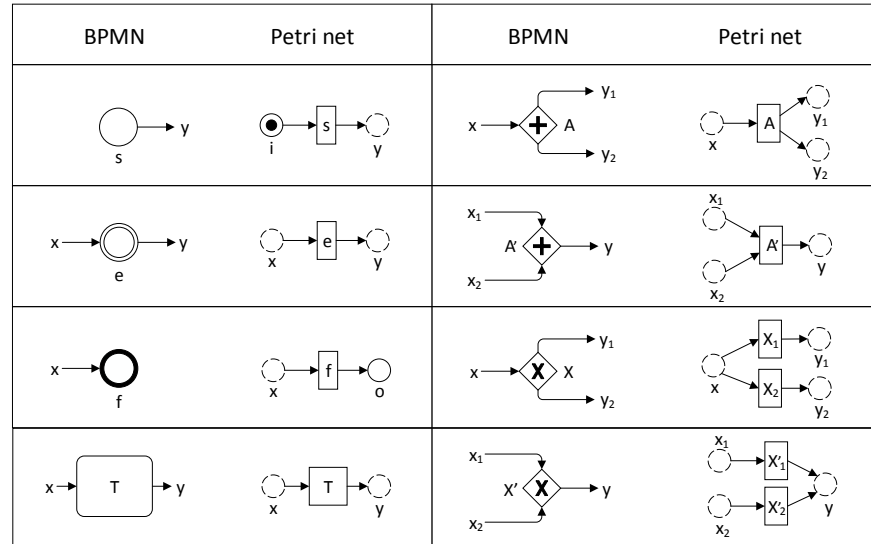 BPMN Petri net BPMN Petri net
s y
i s y
x A y₁ y₂
x A y₁ y₂
x e y
x e y
x₁ x₂ A' y
x₁ x₂ A' y
x f
x f o
x X y₁ y₂
x X₁ X₂ y₁ y₂
x T y
x T y
x₁ x₂ X' y
x₁ x₂ X'₁ X'₂ y